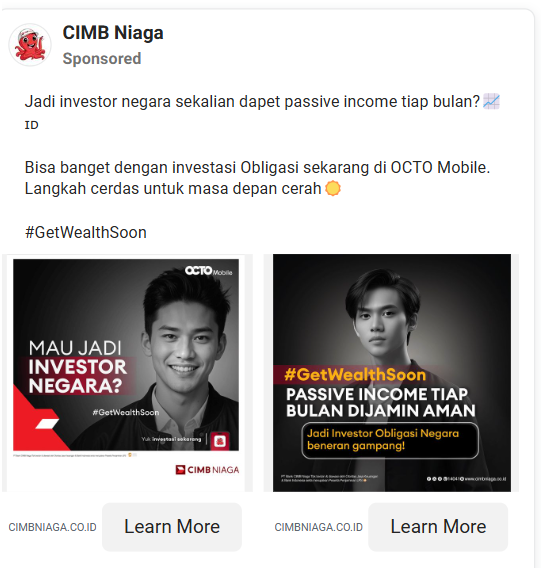 CIMB Niaga
Sponsored
Jadi investor negara sekalian dapet passive income tiap bulan?📈
ID
Bisa banget dengan investasi Obligasi sekarang di OCTO Mobile.
Langkah cerdas untuk masa depan cerah🌞
#GetWealthSoon
OCTO Mobile
MAU JADI
INVESTOR
NEGARA?
#GetWealthSoon
Yuk investasi sekarang
CIMB NIAGA
#GetWealthSoon
PASSIVE INCOME TIAP
BULAN DIJAMIN AMAN
Jadi Investor Obligasi Negara
beneran gampang!
14041 www.cimbniaga.co.id
CIMBNIAGA.CO.ID
Learn More
CIMBNIAGA.CO.ID
Learn More